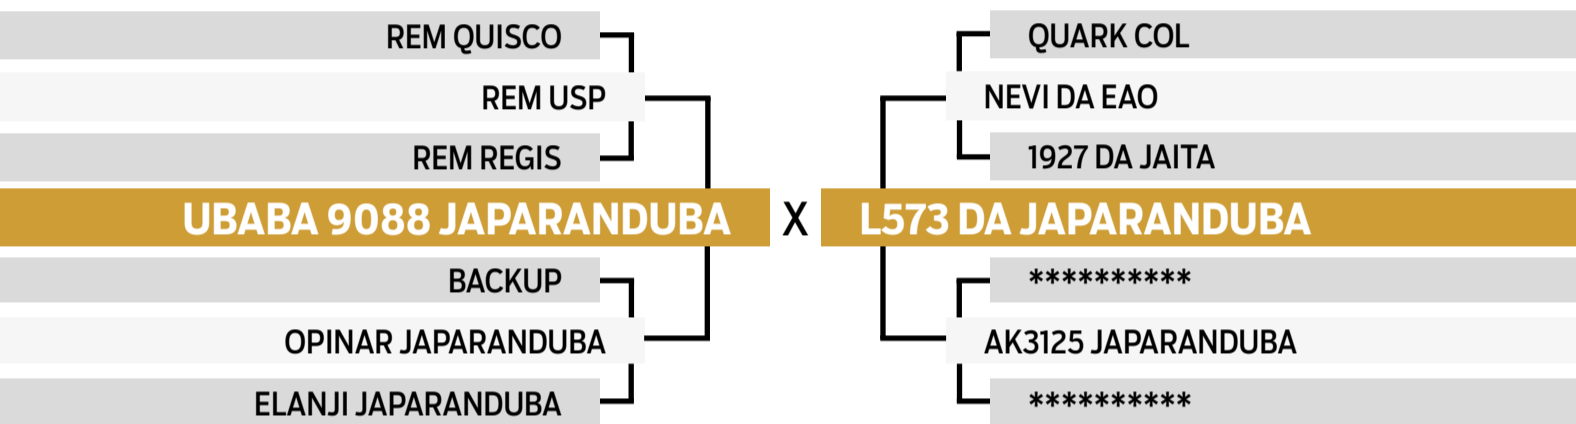 REM QUISCO
REM USP
REM REGIS
UBABA 9088 JAPARANDUBA
BACKUP
OPINAR JAPARANDUBA
ELANJI JAPARANDUBA
X
QUARK COL
NEVI DA EAO
1927 DA JAITA
L573 DA JAPARANDUBA
**********
AK3125 JAPARANDUBA
**********